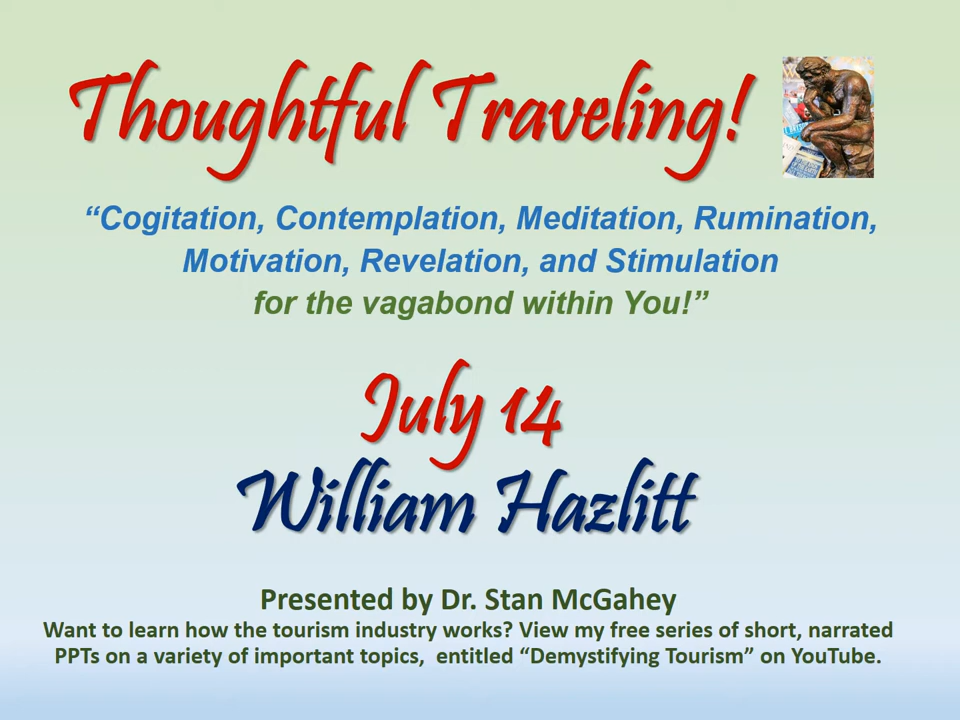 Thoughtful Traveling!
“Cogitation, Contemplation, Meditation, Rumination,
Motivation, Revelation, and Stimulation
for the vagabond within You!”
July 14
William Hazlitt
Presented by Dr. Stan McGahey
Want to learn how the tourism industry works? View my free series of short, narrated
PPTs on a variety of important topics,  entitled “Demystifying Tourism” on YouTube.